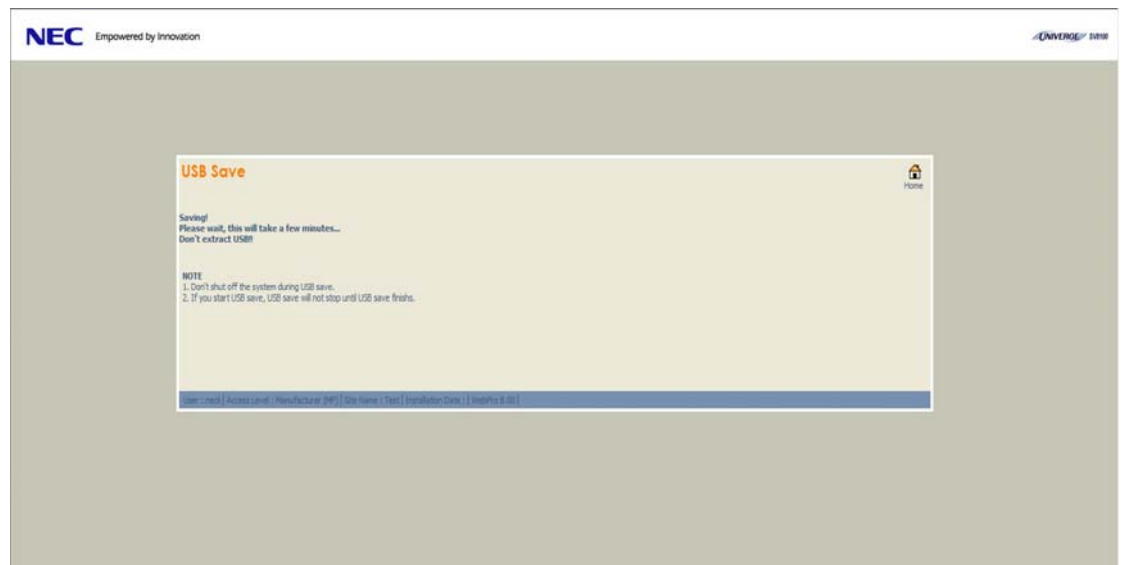 NEC Empowered by Innovation
UNIVERGE SV8100
USB Save
Home
Saving!
Please wait, this will take a few minutes...
Don't extract USB!!
NOTE
1. Don't shut off the system during USB save.
2. If you start USB save, USB save will not stop until USB save finishs.
User : necii | Access Level : Manufacturer (MF) | Site Name : Test | Installation Date : | WebPro 8.00 |